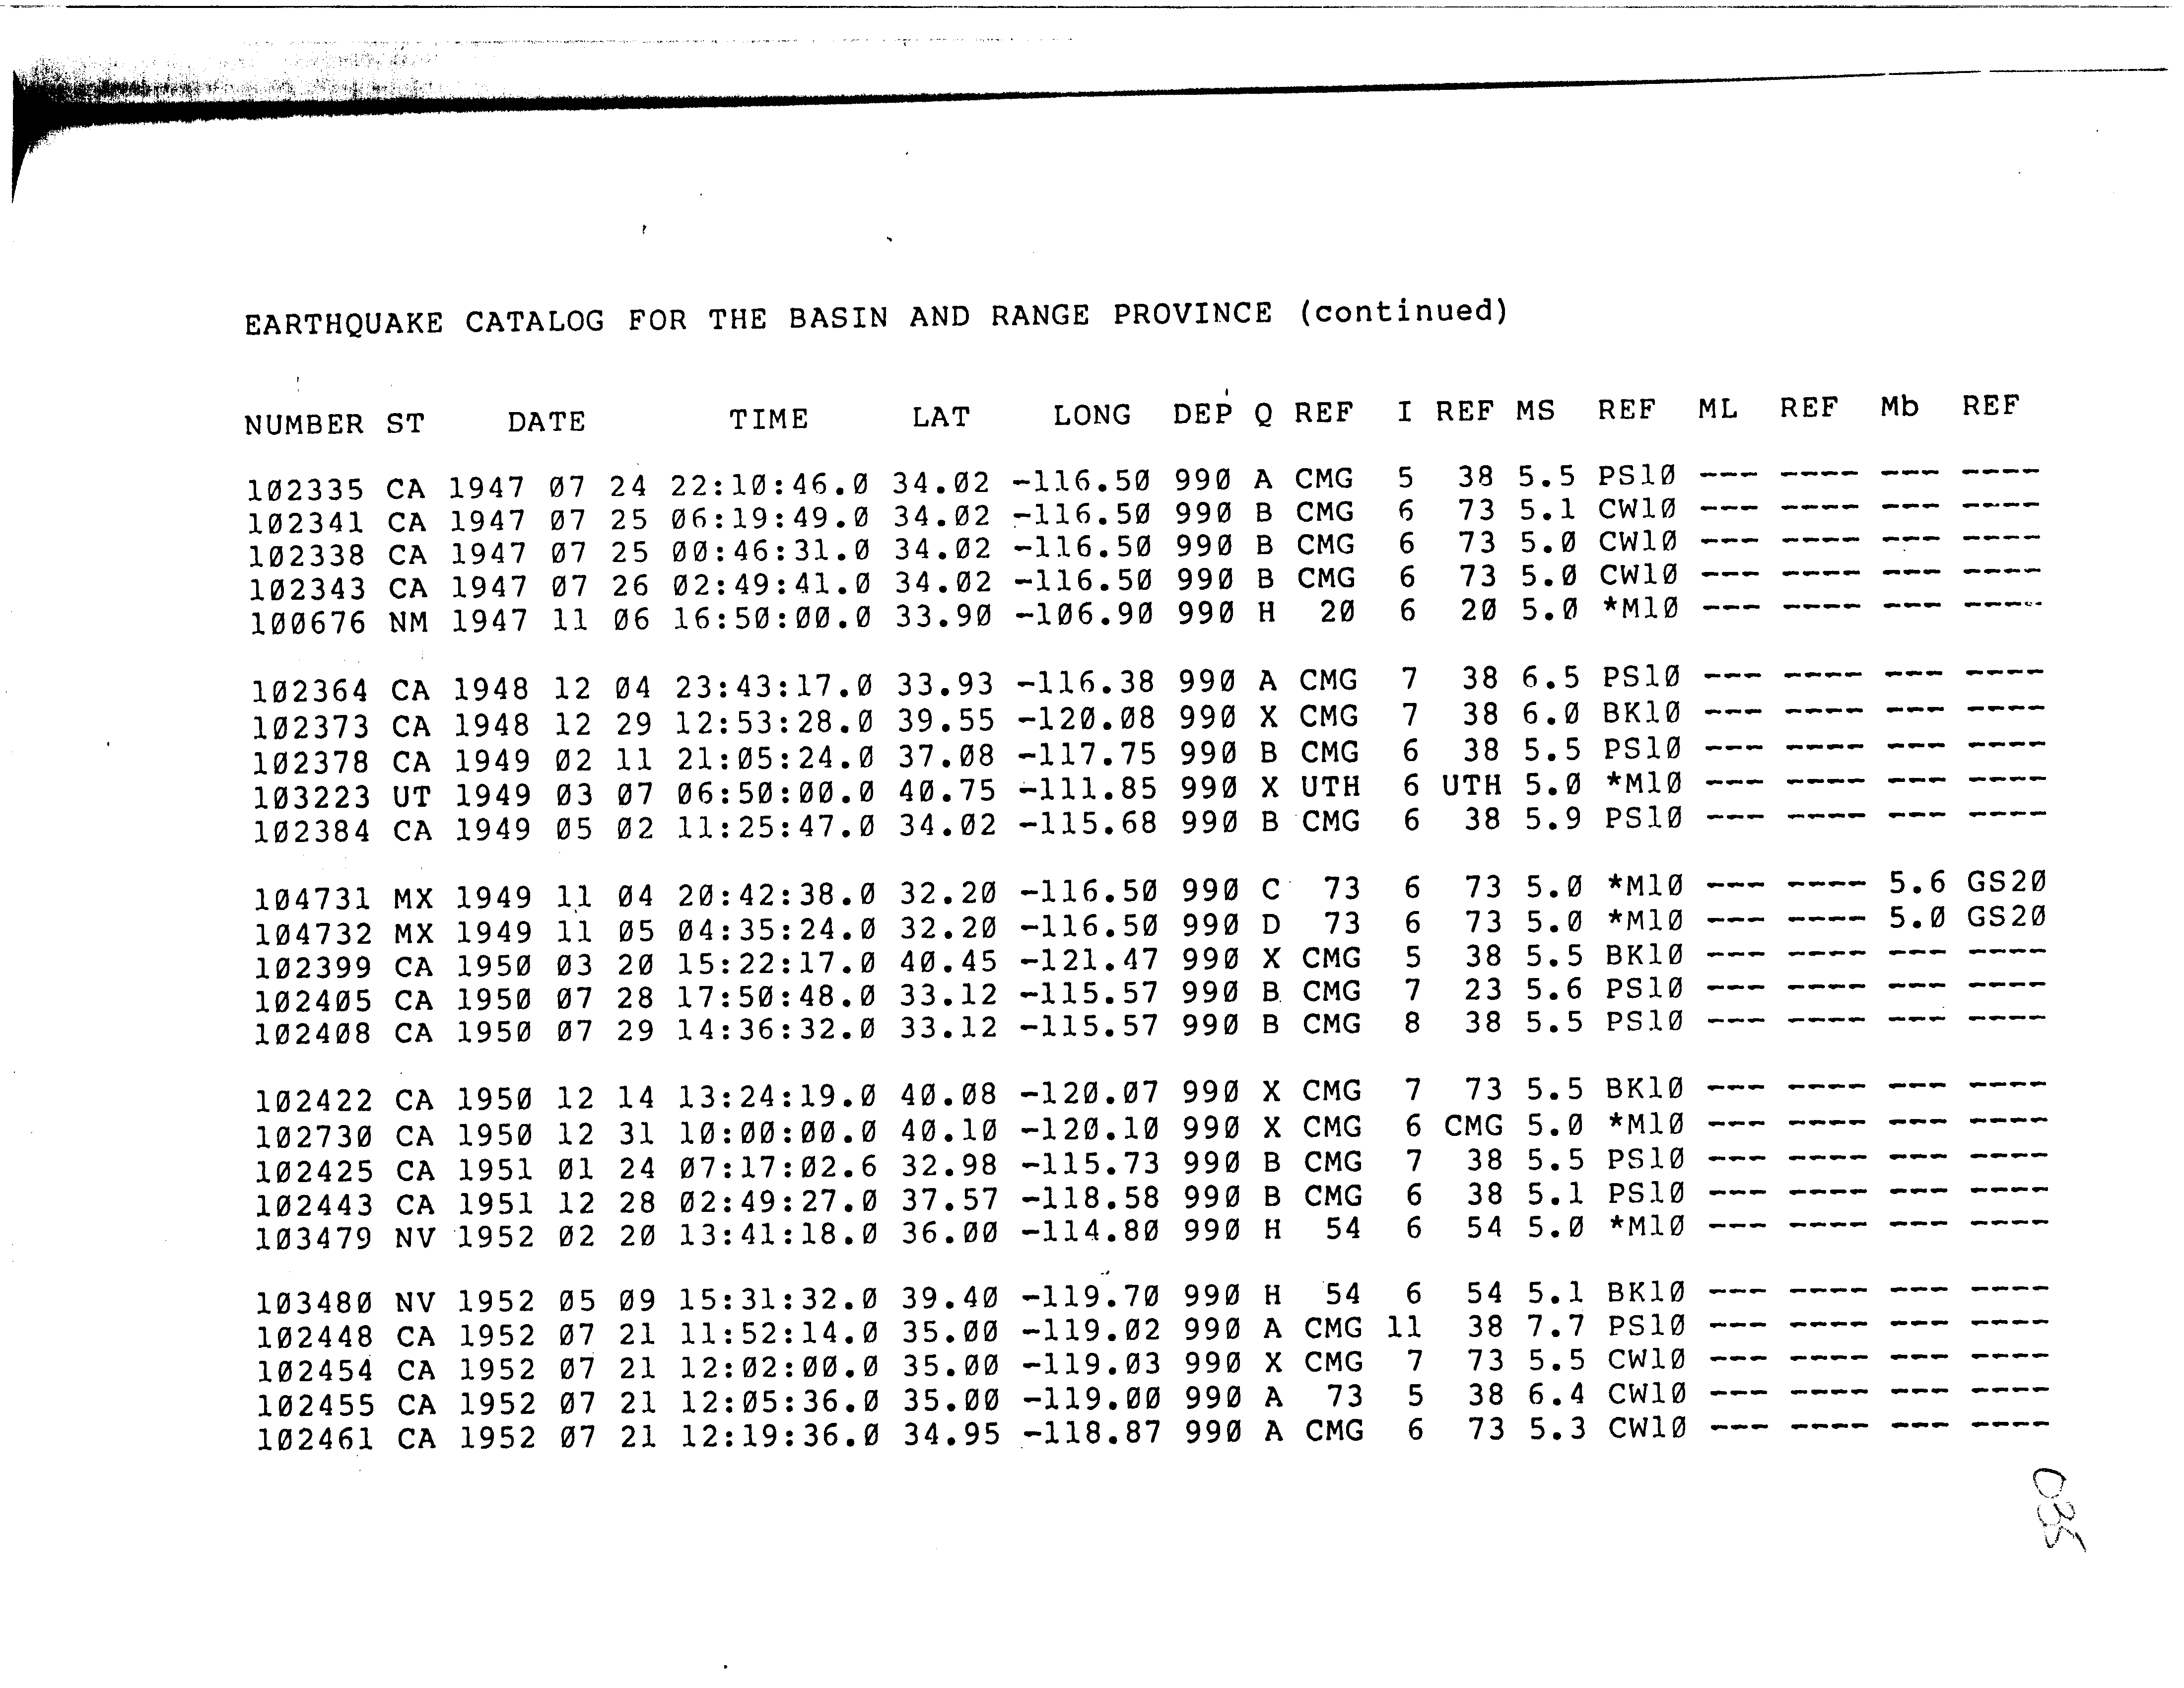 EARTHQUAKE CATALOG FOR THE BASIN AND RANGE PROVINCE (continued)
NUMBER ST DATE TIME LAT LONG DEP Q REF I REF MS REF ML REF Mb REF
102335 CA 1947 07 24 22:10:46.0 34.02 -116.50 990 A CMG 5 38 5.5 PS10 --- ---- --- ----
102341 CA 1947 07 25 06:19:49.0 34.02 -116.50 990 B CMG 6 73 5.1 CW10 --- ---- --- ----
102338 CA 1947 07 25 00:46:31.0 34.02 -116.50 990 B CMG 6 73 5.0 CW10 --- ---- --- ----
102343 CA 1947 07 26 02:49:41.0 34.02 -116.50 990 B CMG 6 73 5.0 CW10 --- ---- --- ----
100676 NM 1947 11 06 16:50:00.0 33.90 -106.90 990 H 20 6 20 5.0 *M10 --- ---- --- ----
102364 CA 1948 12 04 23:43:17.0 33.93 -116.38 990 A CMG 7 38 6.5 PS10 --- ---- --- ----
102373 CA 1948 12 29 12:53:28.0 39.55 -120.08 990 X CMG 7 38 6.0 BK10 --- ---- --- ----
102378 CA 1949 02 11 21:05:24.0 37.08 -117.75 990 B CMG 6 38 5.5 PS10 --- ---- --- ----
103223 UT 1949 03 07 06:50:00.0 40.75 -111.85 990 X UTH 6 UTH 5.0 *M10 --- ---- --- ----
102384 CA 1949 05 02 11:25:47.0 34.02 -115.68 990 B CMG 6 38 5.9 PS10 --- ---- --- ----
104731 MX 1949 11 04 20:42:38.0 32.20 -116.50 990 C 73 6 73 5.0 *M10 --- ---- 5.6 GS20
104732 MX 1949 11 05 04:35:24.0 32.20 -116.50 990 D 73 6 73 5.0 *M10 --- ---- 5.0 GS20
102399 CA 1950 03 20 15:22:17.0 40.45 -121.47 990 X CMG 5 38 5.5 BK10 --- ---- --- ----
102405 CA 1950 07 28 17:50:48.0 33.12 -115.57 990 B CMG 7 23 5.6 PS10 --- ---- --- ----
102408 CA 1950 07 29 14:36:32.0 33.12 -115.57 990 B CMG 8 38 5.5 PS10 --- ---- --- ----
102422 CA 1950 12 14 13:24:19.0 40.08 -120.07 990 X CMG 7 73 5.5 BK10 --- ---- --- ----
102730 CA 1950 12 31 10:00:00.0 40.10 -120.10 990 X CMG 6 CMG 5.0 *M10 --- ---- --- ----
102425 CA 1951 01 24 07:17:02.6 32.98 -115.73 990 B CMG 7 38 5.5 PS10 --- ---- --- ----
102443 CA 1951 12 28 02:49:27.0 37.57 -118.58 990 B CMG 6 38 5.1 PS10 --- ---- --- ----
103479 NV 1952 02 20 13:41:18.0 36.00 -114.80 990 H 54 6 54 5.0 *M10 --- ---- --- ----
103480 NV 1952 05 09 15:31:32.0 39.40 -119.70 990 H 54 6 54 5.1 BK10 --- ---- --- ----
102448 CA 1952 07 21 11:52:14.0 35.00 -119.02 990 A CMG 11 38 7.7 PS10 --- ---- --- ----
102454 CA 1952 07 21 12:02:00.0 35.00 -119.03 990 X CMG 7 73 5.5 CW10 --- ---- --- ----
102455 CA 1952 07 21 12:05:36.0 35.00 -119.00 990 A 73 5 38 6.4 CW10 --- ---- --- ----
102461 CA 1952 07 21 12:19:36.0 34.95 -118.87 990 A CMG 6 73 5.3 CW10 --- ---- --- ----